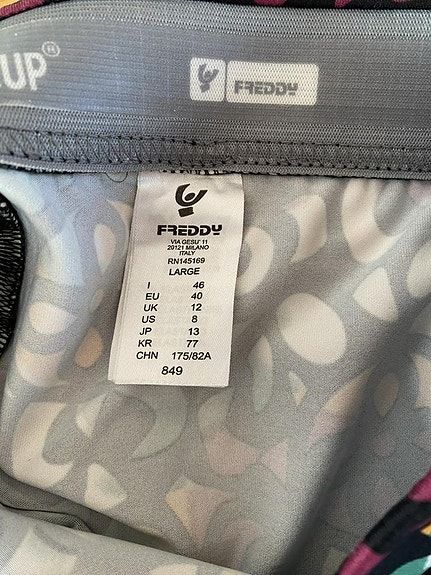 UP®
FREDDY
FREDDY
VIA GESU' 11
20121 MILANO
ITALY
RN145169
LARGE
I 46
EU 40
UK 12
US 8
JP 13
KR 77
CHN 175/82A
849